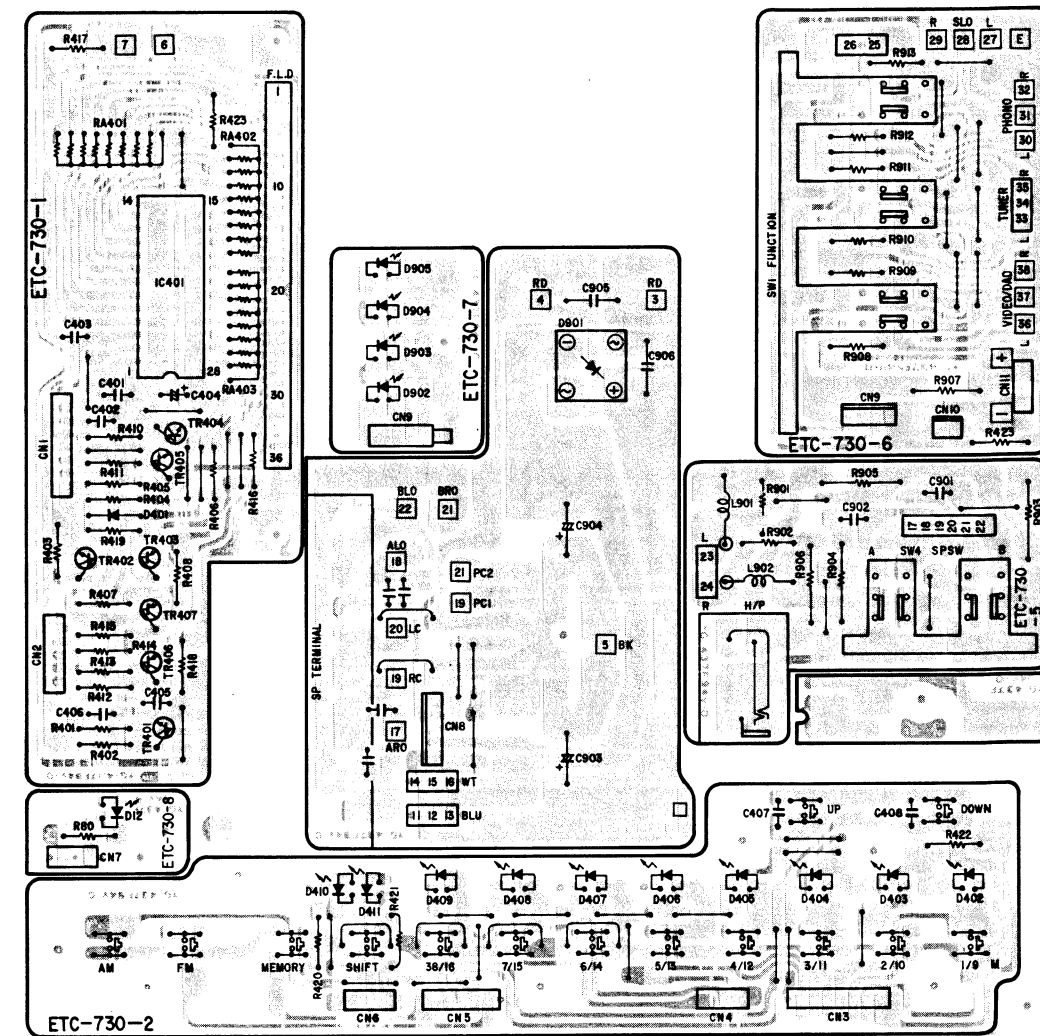 R417
7 6
F.L.D
1
R423
RA401
RA402
10
14 15
ETC-730-1
IC401
20
C403
1 28
C401
C404
RA403
30
C402
CN1
R410
TR404
TR405
36
R411
R405
R404
D401
R406
R416
R419
R403
TR402
TR403
R408
R407
TR407
CN2
R415
R414
R413
TR406
R418
R412
C405
C406
R401
TR401
R402
D905
D904
D903
D902
ETC-730-7
CN9
RD
4
C905
RD
3
D901
C906
BLO
22
BRO
21
C904
ALO
18
21 PC2
19 PC1
20 LC
5 BK
SP TERMINAL
19 RC
17
ARO
CN8
C903
14 15 16 WT
11 12 13 BLU
R SLO L
26 25
29 28 27 E
R913
SW1 FUNCTION
R912
R911
R910
R909
R908
R907
R
32
31
30
L
PHONO
35
34
33
TUNER
R
38
37
36
L
VIDEO/DAD
CN9
CN10
CN11
R423
ETC-730-6
L901
R901
R905
C901
C902
R903
L
23
R902
17 18 19 20 21 22
24
L902
R906
R904
A SW4 SPSW B
R
H/P
ETC-730
-5
D12
R80
CN7
ETC-730-8
C407
UP
C408
DOWN
R422
D410
D411
R421
D409
D408
D407
D406
D405
D404
D403
D402
AM
FM
MEMORY
R420
SHIFT
38/16
7/15
6/14
5/13
4/12
3/11
2/10
1/9
M
CN6
CN5
CN4
CN3
ETC-730-2